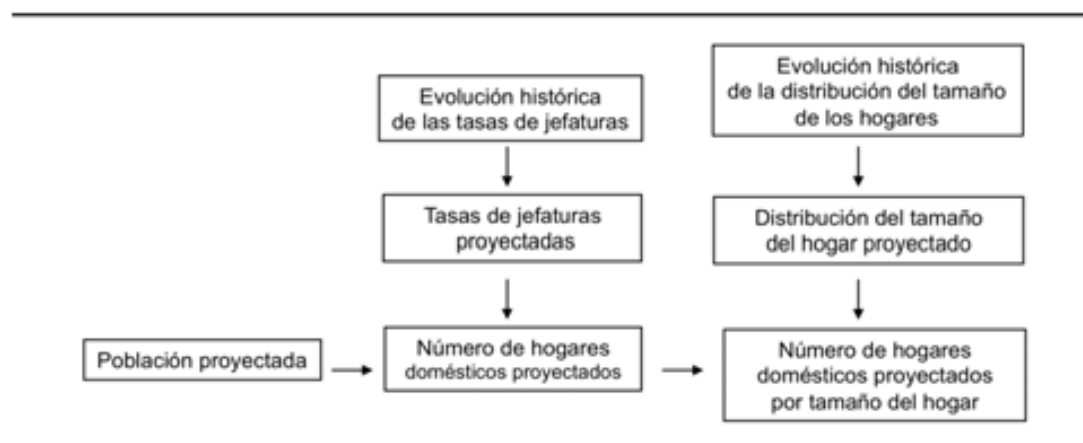 Evolución histórica
de las tasas de jefaturas
Evolución histórica
de la distribución del tamaño
de los hogares
Tasas de jefaturas
proyectadas
Distribución del tamaño
del hogar proyectado
Población proyectada
Número de hogares
domésticos proyectados
Número de hogares
domésticos proyectados
por tamaño del hogar